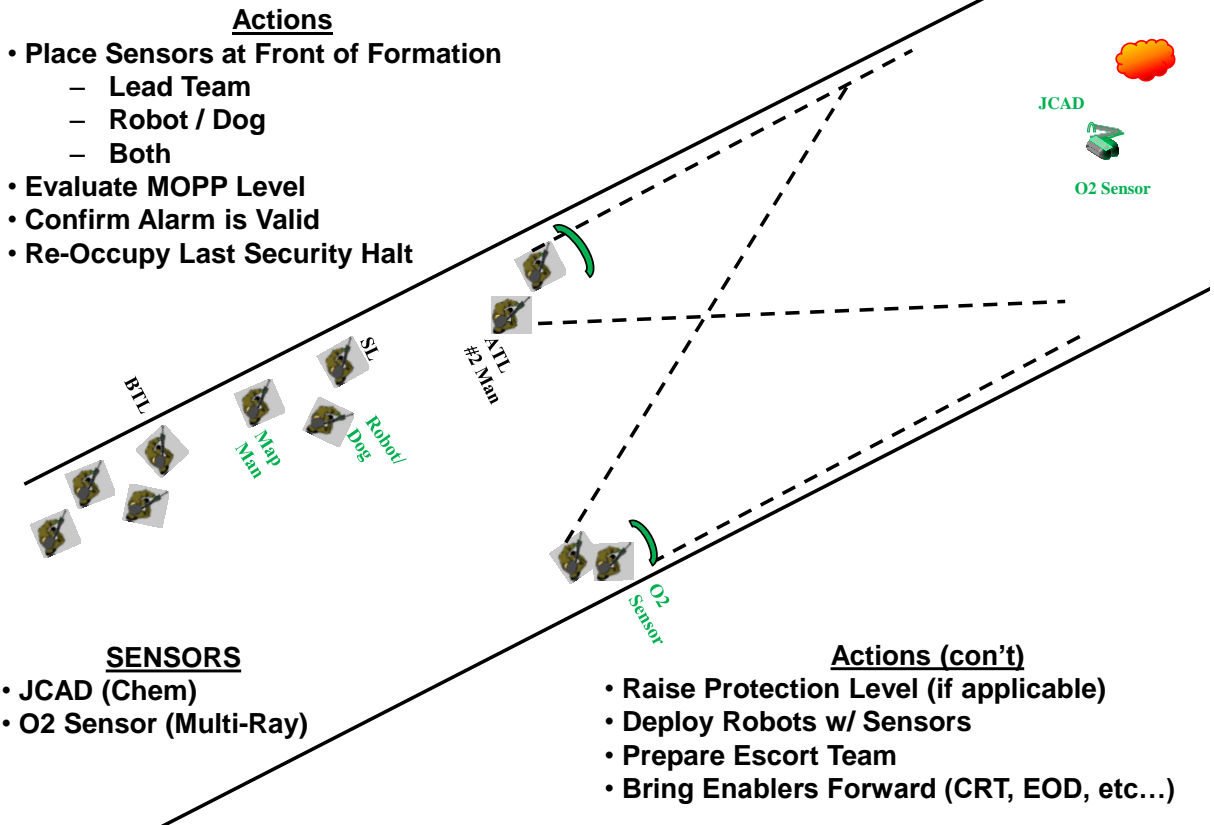 Actions
• Place Sensors at Front of Formation
– Lead Team
– Robot / Dog
– Both
• Evaluate MOPP Level
• Confirm Alarm is Valid
• Re-Occupy Last Security Halt
JCAD
O2 Sensor
ATL
#2 Man
SL
Robot/
Dog
Map
Man
BTL
O2
Sensor
SENSORS
• JCAD (Chem)
• O2 Sensor (Multi-Ray)
Actions (con’t)
• Raise Protection Level (if applicable)
• Deploy Robots w/ Sensors
• Prepare Escort Team
• Bring Enablers Forward (CRT, EOD, etc…)